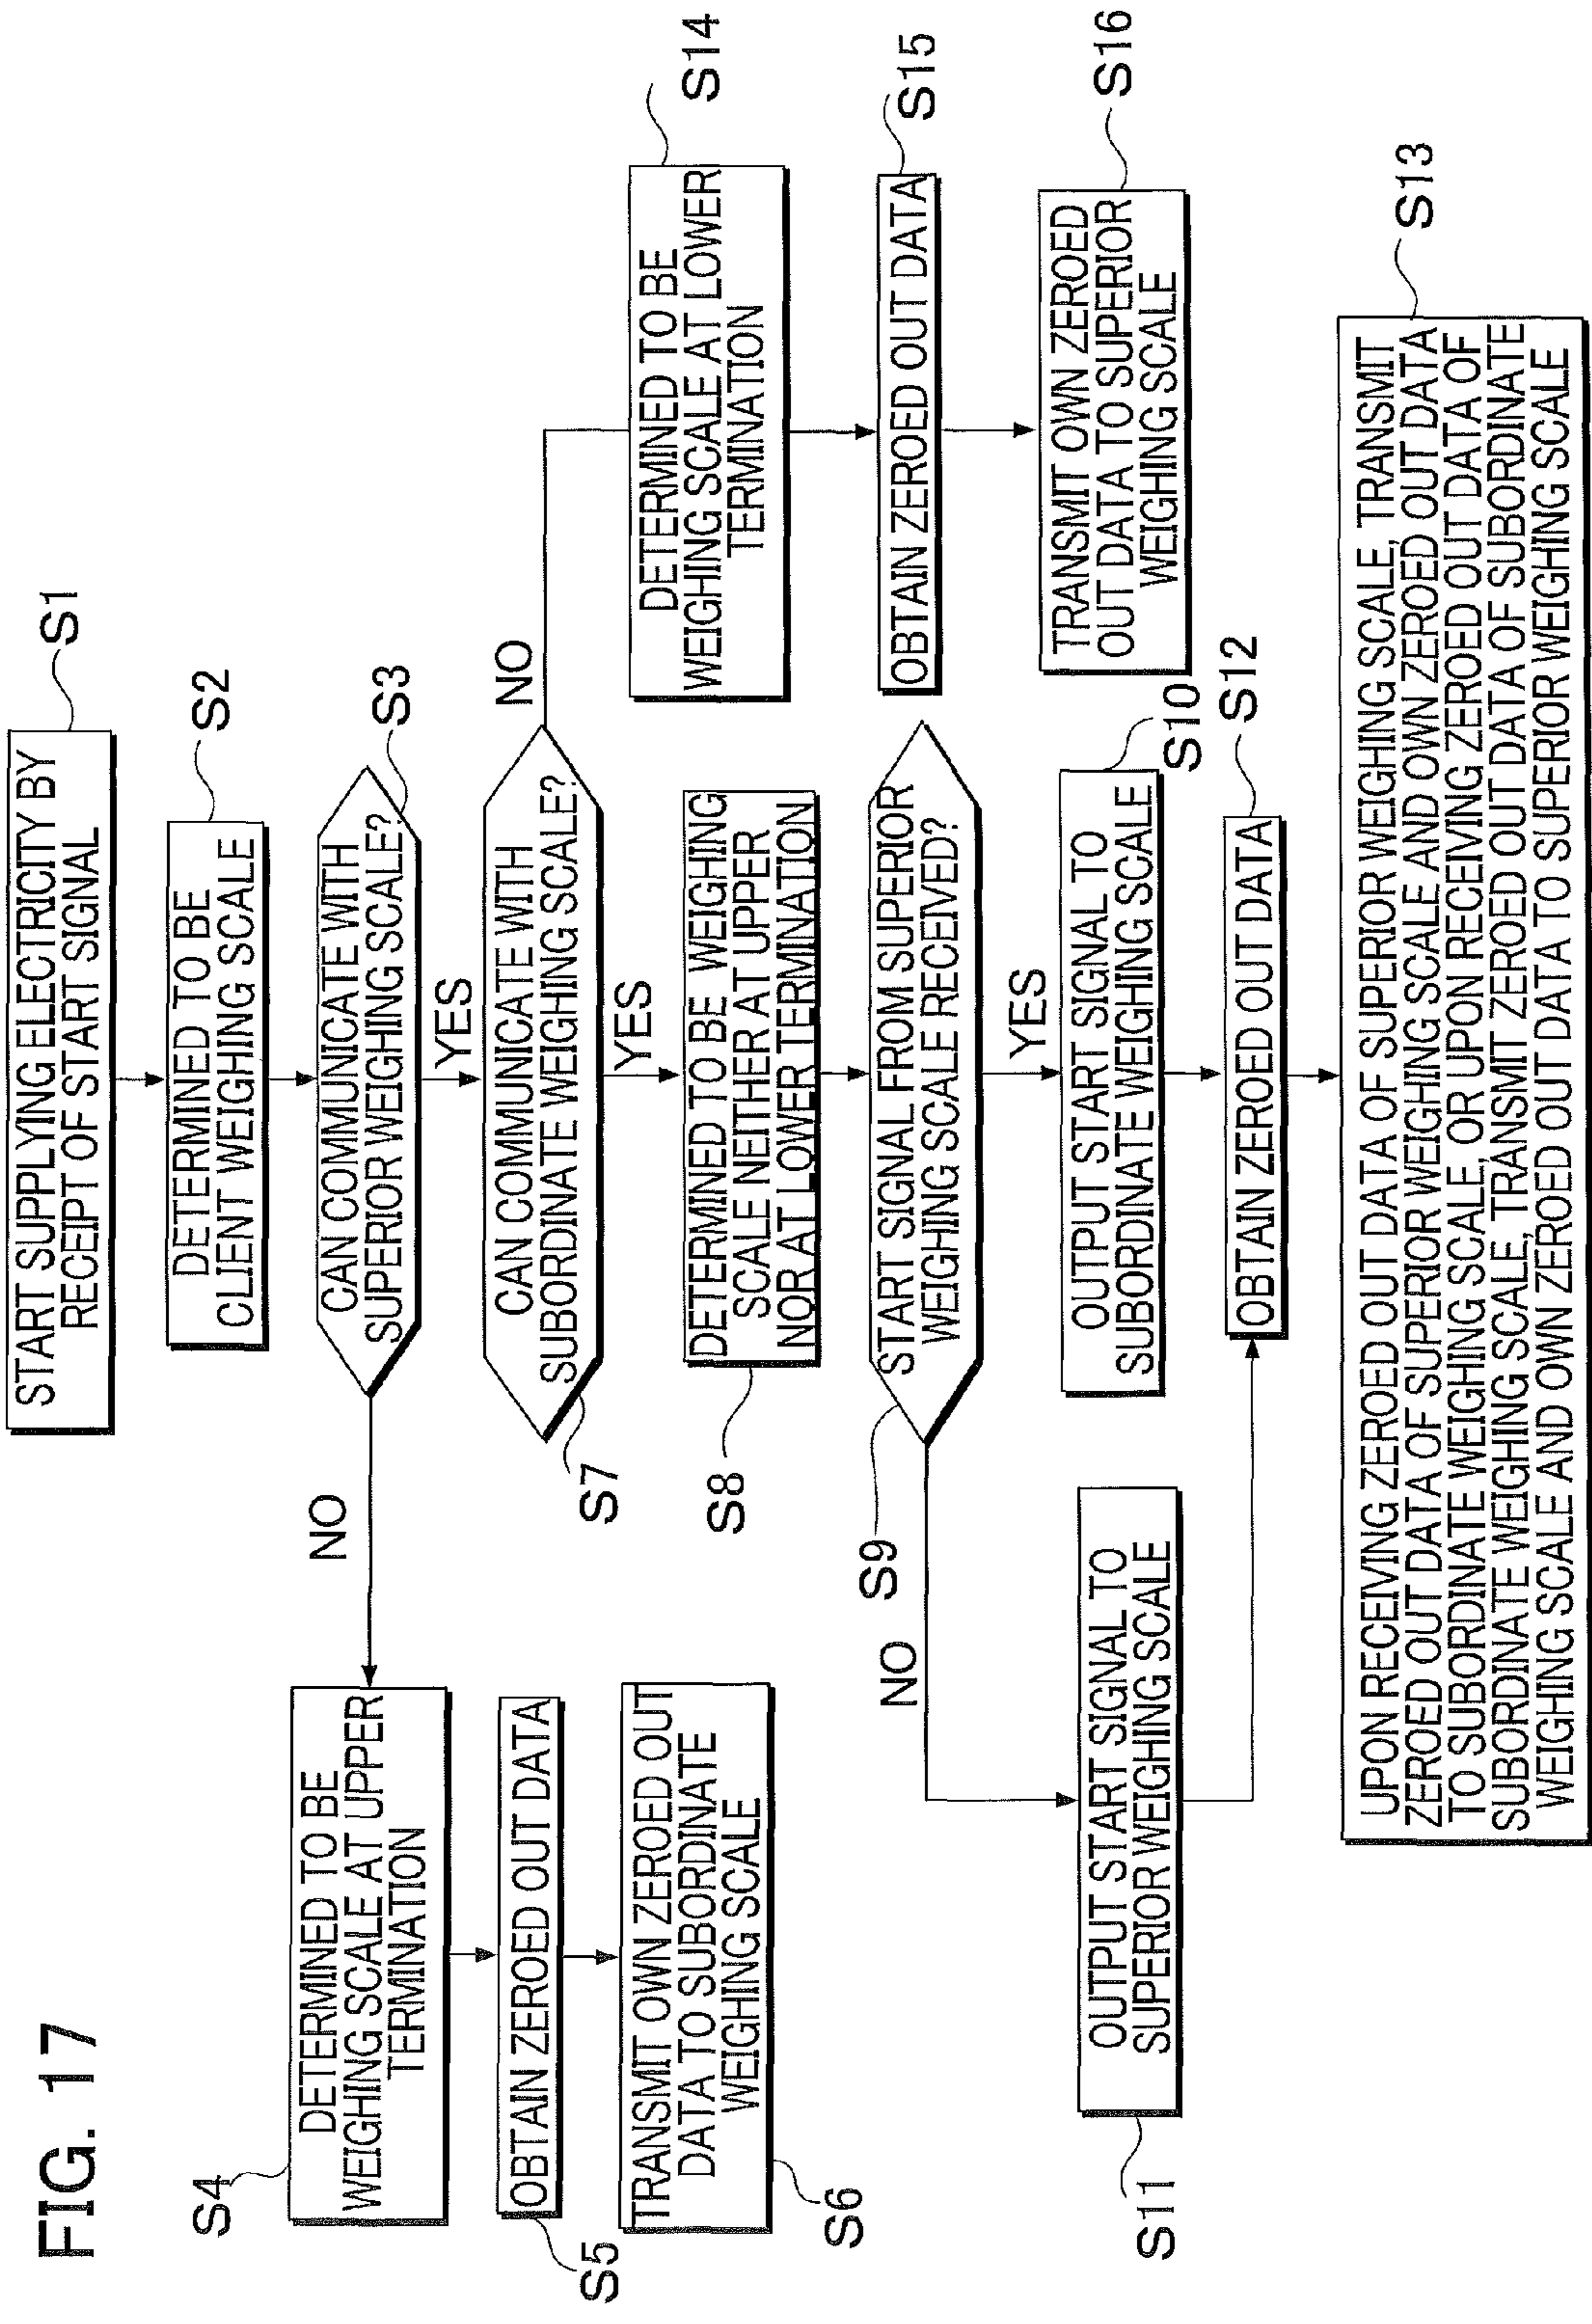 FIG. 17
START SUPPLYING ELECTRICITY BY
RECEIPT OF START SIGNAL
S1
DETERMINED TO BE
CLIENT WEIGHING SCALE
S2
CAN COMMUNICATE WITH
SUPERIOR WEIGHING SCALE?
S3
NO
YES
S4
DETERMINED TO BE
WEIGHING SCALE AT UPPER
TERMINATION
S5
OBTAIN ZEROED OUT DATA
S6
TRANSMIT OWN ZEROED OUT
DATA TO SUBORDINATE
WEIGHING SCALE
S7
CAN COMMUNICATE WITH
SUBORDINATE WEIGHING SCALE?
NO
YES
S8
DETERMINED TO BE WEIGHING
SCALE NEITHER AT UPPER
NOR AT LOWER TERMINATION
S14
DETERMINED TO BE
WEIGHING SCALE AT LOWER
TERMINATION
S15
OBTAIN ZEROED OUT DATA
S16
TRANSMIT OWN ZEROED
OUT DATA TO SUPERIOR
WEIGHING SCALE
S9
START SIGNAL FROM SUPERIOR
WEIGHING SCALE RECEIVED?
NO
YES
S10
OUTPUT START SIGNAL TO
SUBORDINATE WEIGHING SCALE
S11
OUTPUT START SIGNAL TO
SUPERIOR WEIGHING SCALE
S12
OBTAIN ZEROED OUT DATA
S13
UPON RECEIVING ZEROED OUT DATA OF SUPERIOR WEIGHING SCALE, TRANSMIT
ZEROED OUT DATA OF SUPERIOR WEIGHING SCALE AND OWN ZEROED OUT DATA
TO SUBORDINATE WEIGHING SCALE, OR UPON RECEIVING ZEROED OUT DATA OF
SUBORDINATE WEIGHING SCALE, TRANSMIT ZEROED OUT DATA OF SUBORDINATE
WEIGHING SCALE AND OWN ZEROED OUT DATA TO SUPERIOR WEIGHING SCALE